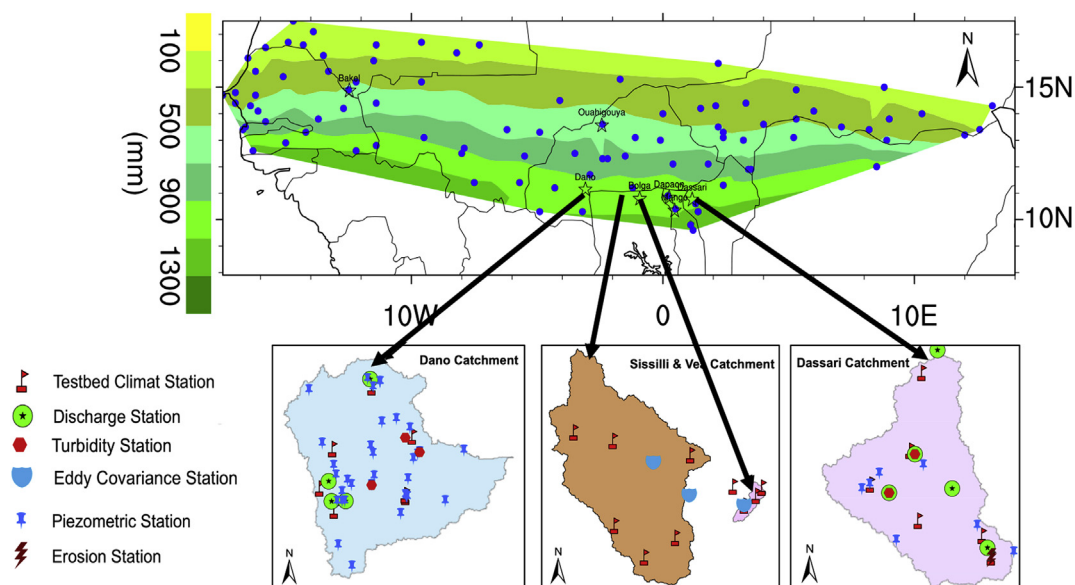 100
500
900
1300
(mm)
N
15N
10N
10W
0
10E
Bakel
Ouahigouya
Dano
Bolga
Dapaon
Dassari
Mango
Testbed Climat Station
Discharge Station
Turbidity Station
Eddy Covariance Station
Piezometric Station
Erosion Station
Dano Catchment
N
Sissilli & Vea Catchment
N
Dassari Catchment
N